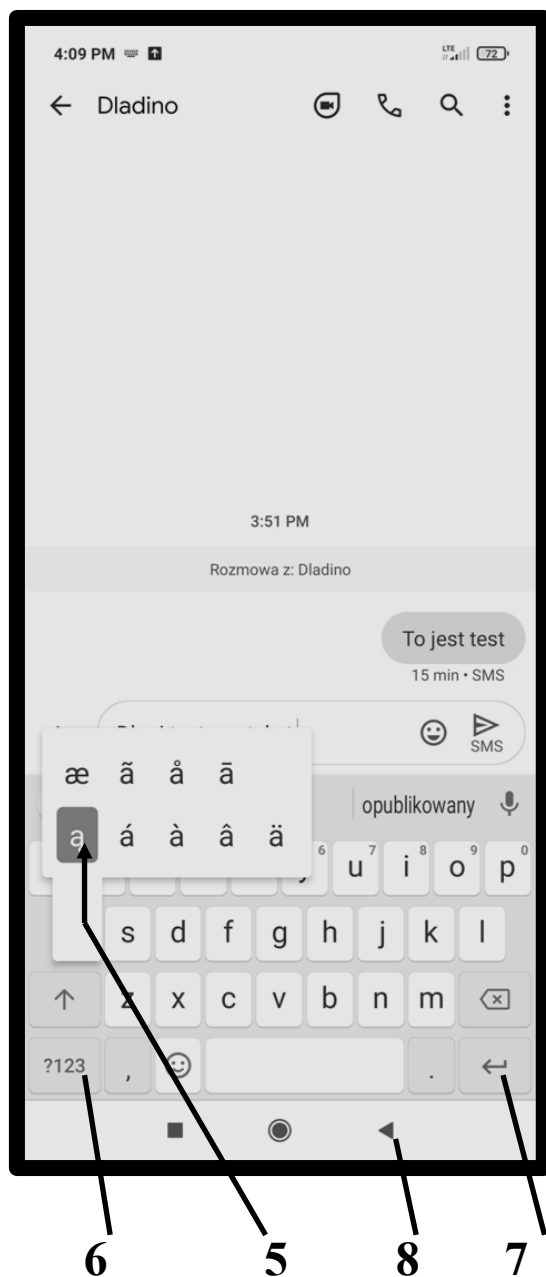 4:09 PM LTE 72
Dladino
3:51 PM
Rozmowa z: Dladino
To jest test
15 min • SMS
SMS
æ ã å ā
opublikowany
ą á à â ä
6 u 7 i 8 o 9 p 0
s d f g h j k l
z x c v b n m
?123 , .
6 5 8 7